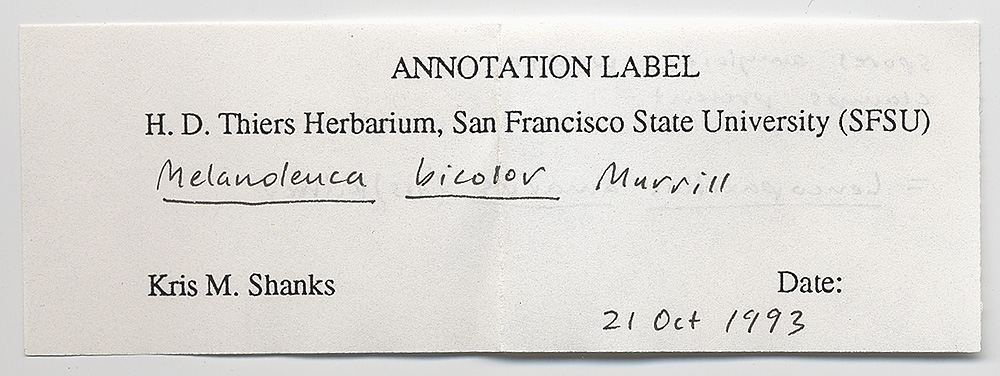 ANNOTATION LABEL
H. D. Thiers Herbarium, San Francisco State University (SFSU)
Melanoleuca bicolor Murrill
Kris M. Shanks Date:
21 Oct 1993